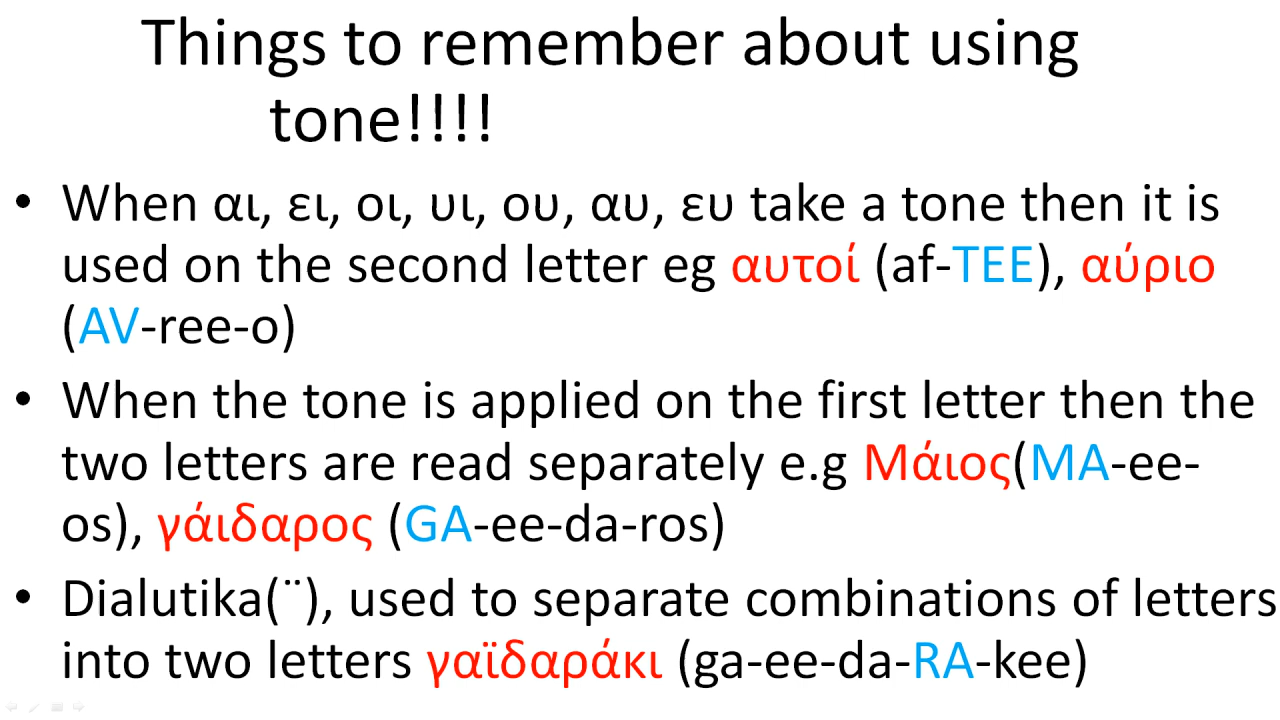 Things to remember about using
tone!!!!
• When αι, ει, οι, υι, ου, αυ, ευ take a tone then it is
used on the second letter eg αυτοί (af-TEE), αύριο
(AV-ree-o)
• When the tone is applied on the first letter then the
two letters are read separately e.g Μάιος(MA-ee-
os), γάιδαρος (GA-ee-da-ros)
• Dialutika(¨), used to separate combinations of letters
into two letters γαϊδαράκι (ga-ee-da-RA-kee)